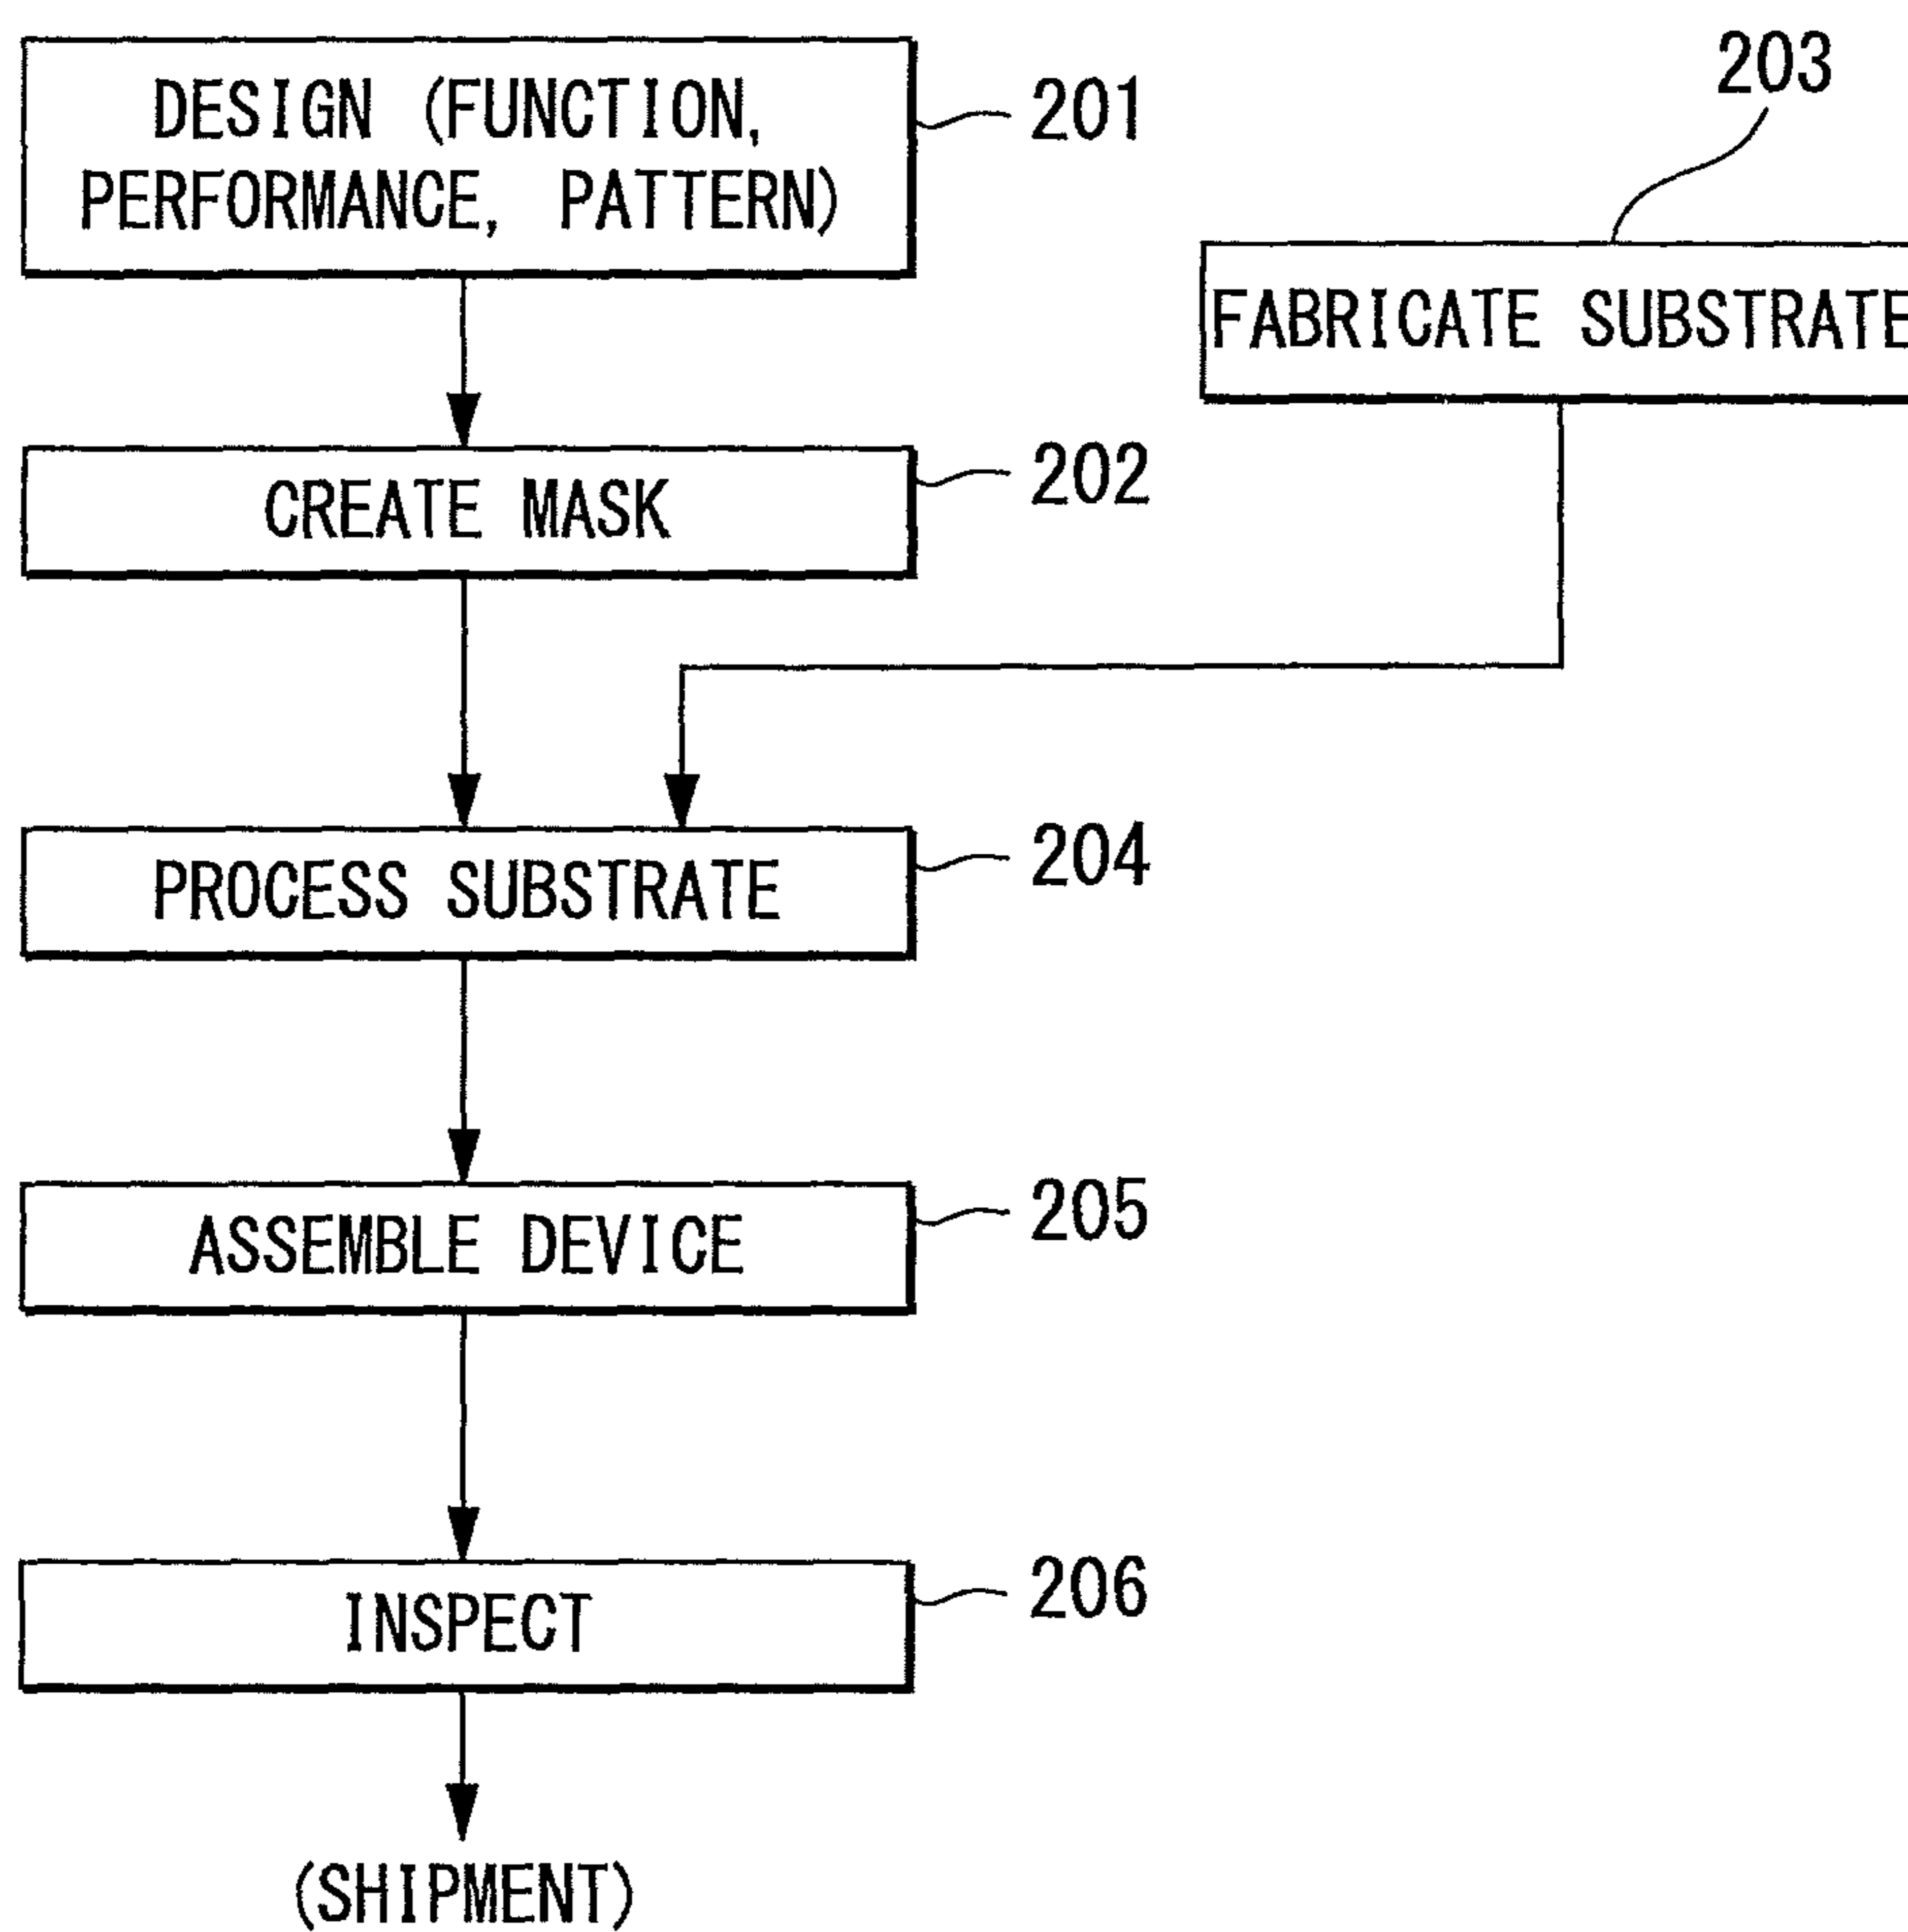 DESIGN (FUNCTION,
PERFORMANCE, PATTERN)
201
203
FABRICATE SUBSTRATE
CREATE MASK
202
PROCESS SUBSTRATE
204
ASSEMBLE DEVICE
205
INSPECT
206
(SHIPMENT)